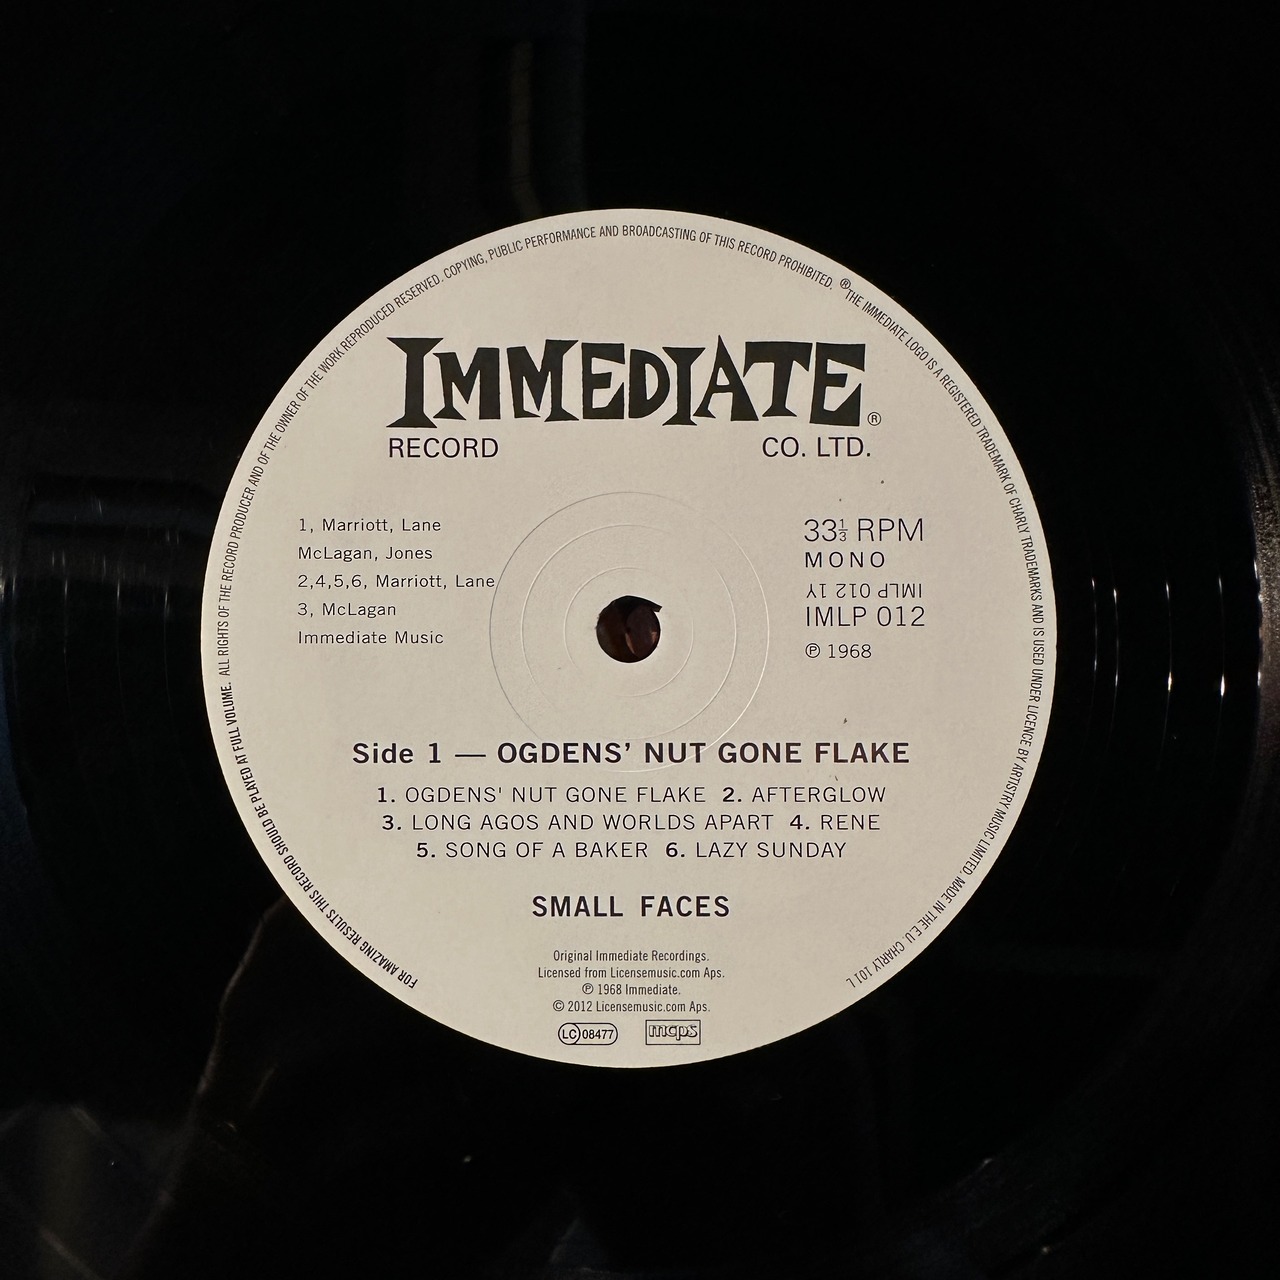 FOR AMAZING RESULTS THIS RECORD SHOULD BE PLAYED AT FULL VOLUME. ALL RIGHTS OF THE RECORD PRODUCER AND OF THE OWNER OF THE WORK REPRODUCED RESERVED. COPYING, PUBLIC PERFORMANCE AND BROADCASTING OF THIS RECORD PROHIBITED. ®THE IMMEDIATE LOGO IS A REGISTERED TRADEMARK OF CHARLY TRADEMARKS AND IS USED UNDER LICENCE BY ARTISTRY MUSIC LIMITED. MADE IN THE E.U. CHARLY 101 L
IMMEDIATE®
RECORD CO. LTD.
1, Marriott, Lane
McLagan, Jones
2,4,5,6, Marriott, Lane
3, McLagan
Immediate Music
33⅓ RPM
MONO
IMLP 012 1Y
IMLP 012
℗ 1968
Side 1 — OGDENS’ NUT GONE FLAKE
1. OGDENS' NUT GONE FLAKE 2. AFTERGLOW
3. LONG AGOS AND WORLDS APART 4. RENE
5. SONG OF A BAKER 6. LAZY SUNDAY
SMALL FACES
Original Immediate Recordings.
Licensed from Licensemusic.com Aps.
℗ 1968 Immediate.
© 2012 Licensemusic.com Aps.
LC 08477 mcps